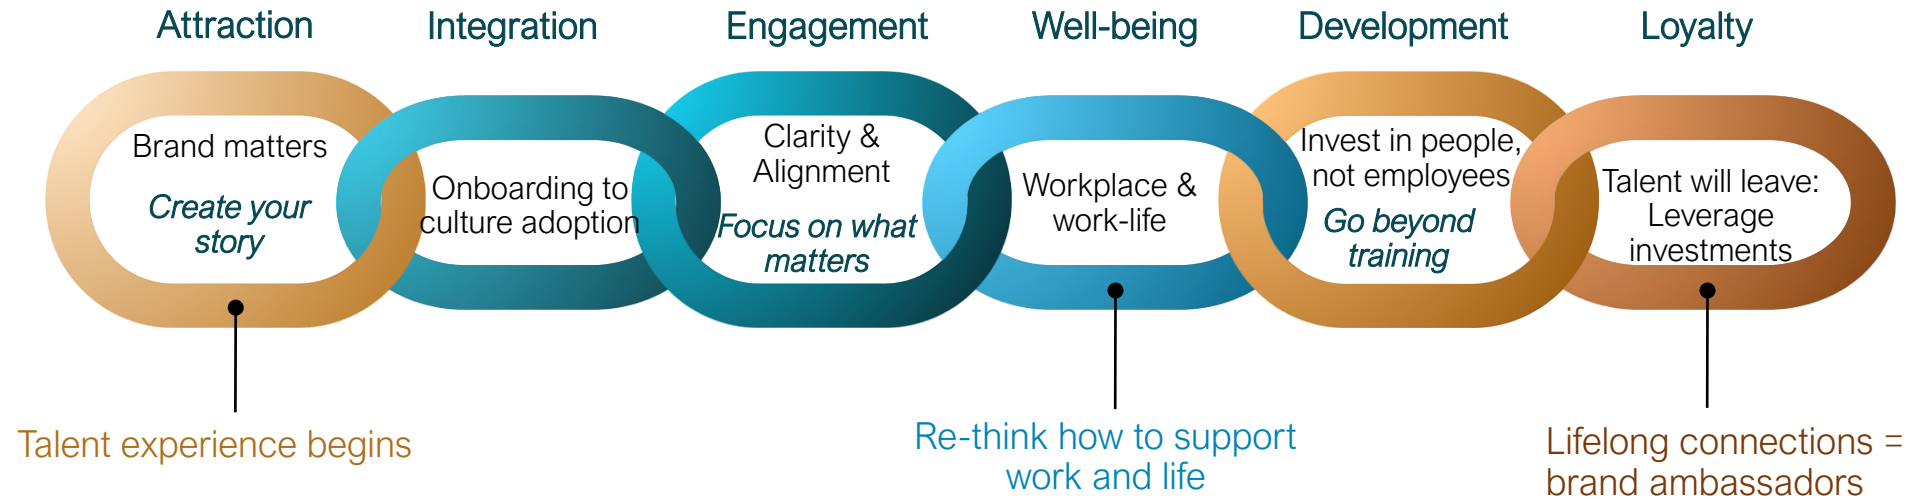 Attraction
Integration
Engagement
Well-being
Development
Loyalty
Brand matters
Create your
story
Onboarding to
culture adoption
Clarity &
Alignment
Focus on what
matters
Workplace &
work-life
Invest in people,
not employees
Go beyond
training
Talent will leave:
Leverage
investments
Talent experience begins
Re-think how to support
work and life
Lifelong connections =
brand ambassadors